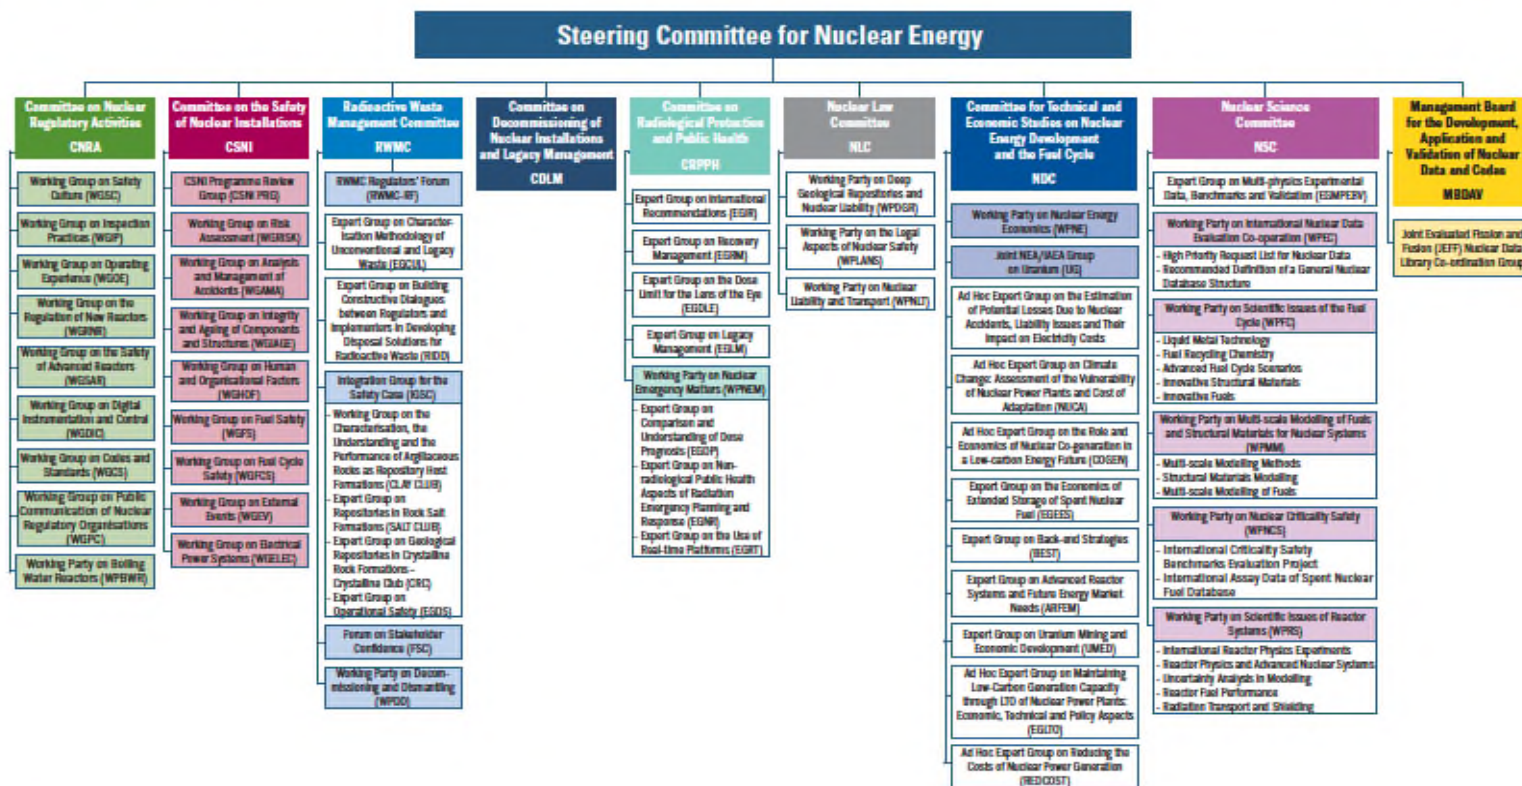 Steering Committee for Nuclear Energy
Committee on Nuclear
Regulatory Activities
CNRA
Working Group on Safety
Culture (WGSC)
Working Group on Inspection
Practices (WGIP)
Working Group on Operating
Experience (WGOE)
Working Group on the
Regulation of New Reactors
(WGRNR)
Working Group on the Safety
of Advanced Reactors
(WGSAR)
Working Group on Digital
Instrumentation and Control
(WGDIC)
Working Group on Codes and
Standards (WGCS)
Working Group on Public
Communication of Nuclear
Regulatory Organisations
(WGPC)
Working Party on Boiling
Water Reactors (WPBWR)
Committee on the Safety
of Nuclear Installations
CSNI
CSNI Programme Review
Group (CSNI PRG)
Working Group on Risk
Assessment (WGRISK)
Working Group on Analysis
and Management of
Accidents (WGAMA)
Working Group on Integrity
and Ageing of Components
and Structures (WGIAGE)
Working Group on Human
and Organisational Factors
(WGHOF)
Working Group on Fuel Safety
(WGFS)
Working Group on Fuel Cycle
Safety (WGFCS)
Working Group on External
Events (WGEV)
Working Group on Electrical
Power Systems (WGELEC)
Radioactive Waste
Management Committee
RWMC
RWMC Regulators' Forum
(RWMC-RF)
Expert Group on Character-
isation Methodology of
Unconventional and Legacy
Waste (EGCUL)
Expert Group on Building
Constructive Dialogues
between Regulators and
Implementers in Developing
Disposal Solutions for
Radioactive Waste (RIDD)
Integration Group for the
Safety Case (IGSC)
- Working Group on the
Characterisation, the
Understanding and the
Performance of Argillaceous
Rocks as Repository Host
Formations (CLAY CLUB)
- Expert Group on
Repositories in Rock Salt
Formations (SALT CLUB)
- Expert Group on Geological
Repositories in Crystalline
Rock Formations –
Crystalline Club (CRC)
- Expert Group on
Operational Safety (EGOS)
Forum on Stakeholder
Confidence (FSC)
Working Party on Decom-
missioning and Dismantling
(WPDD)
Committee on
Decommissioning of
Nuclear Installations
and Legacy Management
CDLM
Committee on
Radiological Protection
and Public Health
CRPPH
Expert Group on International
Recommendations (EGIR)
Expert Group on Recovery
Management (EGRM)
Expert Group on the Dose
Limit for the Lens of the Eye
(EGDLE)
Expert Group on Legacy
Management (EGLM)
Working Party on Nuclear
Emergency Matters (WPNEM)
- Expert Group on
Comparison and
Understanding of Dose
Prognosis (EGDP)
- Expert Group on Non-
radiological Public Health
Aspects of Radiation
Emergency Planning and
Response (EGNR)
- Expert Group on the Use of
Real-time Platforms (EGRT)
Nuclear Law
Committee
NLC
Working Party on Deep
Geological Repositories and
Nuclear Liability (WPDGR)
Working Party on the Legal
Aspects of Nuclear Safety
(WPLANS)
Working Party on Nuclear
Liability and Transport (WPNLT)
Committee for Technical and
Economic Studies on Nuclear
Energy Development
and the Fuel Cycle
NDC
Working Party on Nuclear Energy
Economics (WPNE)
Joint NEA/IAEA Group
on Uranium (UG)
Ad Hoc Expert Group on the Estimation
of Potential Losses Due to Nuclear
Accidents, Liability Issues and Their
Impact on Electricity Costs
Ad Hoc Expert Group on Climate
Change: Assessment of the Vulnerability
of Nuclear Power Plants and Cost of
Adaptation (NUCA)
Ad Hoc Expert Group on the Role and
Economics of Nuclear Co-generation in
a Low-carbon Energy Future (COGEN)
Expert Group on the Economics of
Extended Storage of Spent Nuclear
Fuel (EGEES)
Expert Group on Back-end Strategies
(BEST)
Expert Group on Advanced Reactor
Systems and Future Energy Market
Needs (ARFEM)
Expert Group on Uranium Mining and
Economic Development (UMED)
Ad Hoc Expert Group on Maintaining
Low-Carbon Generation Capacity
through LTO of Nuclear Power Plants:
Economic, Technical and Policy Aspects
(EGLTO)
Ad Hoc Expert Group on Reducing the
Costs of Nuclear Power Generation
(REDCOST)
Nuclear Science
Committee
NSC
Expert Group on Multi-physics Experimental
Data, Benchmarks and Validation (EGMPEBV)
Working Party on International Nuclear Data
Evaluation Co-operation (WPEC)
- High Priority Request List for Nuclear Data
- Recommended Definition of a General Nuclear
Database Structure
Working Party on Scientific Issues of the Fuel
Cycle (WPFC)
- Liquid Metal Technology
- Fuel Recycling Chemistry
- Advanced Fuel Cycle Scenarios
- Innovative Structural Materials
- Innovative Fuels
Working Party on Multi-scale Modelling of Fuels
and Structural Materials for Nuclear Systems
(WPMM)
- Multi-scale Modelling Methods
- Structural Materials Modelling
- Multi-scale Modelling of Fuels
Working Party on Nuclear Criticality Safety
(WPNCS)
- International Criticality Safety
Benchmarks Evaluation Project
- International Assay Data of Spent Nuclear
Fuel Database
Working Party on Scientific Issues of Reactor
Systems (WPRS)
- International Reactor Physics Experiments
- Reactor Physics and Advanced Nuclear Systems
- Uncertainty Analysis in Modelling
- Reactor Fuel Performance
- Radiation Transport and Shielding
Management Board
for the Development,
Application and
Validation of Nuclear
Data and Codes
MBDAV
Joint Evaluated Fission and
Fusion (JEFF) Nuclear Data
Library Co-ordination Group